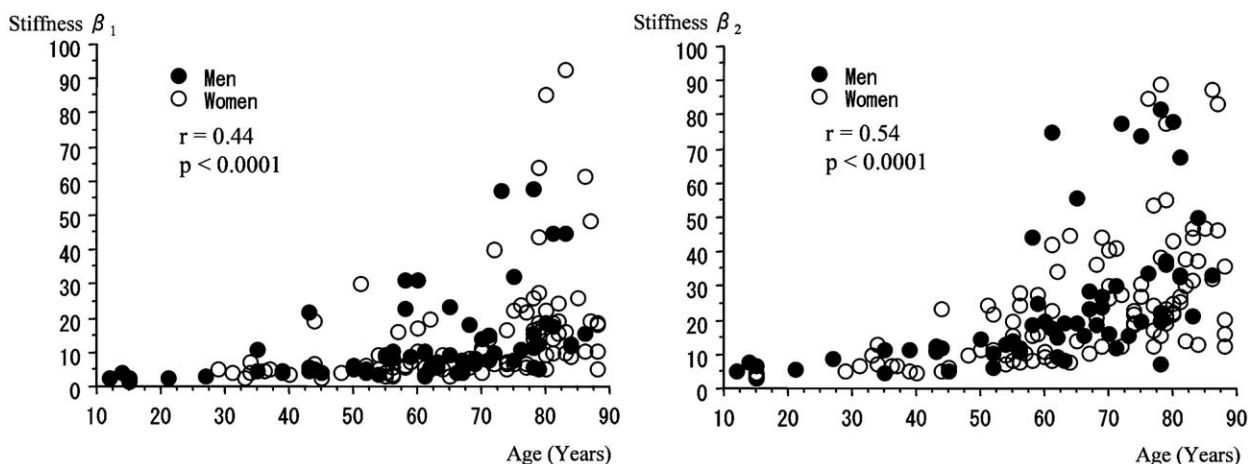 Stiffness β 1
100
90
80
70
60
50
40
30
20
10
0
● Men
○ Women
r = 0.44
p < 0.0001
10 20 30 40 50 60 70 80 90
Age (Years)
Stiffness β 2
100
90
80
70
60
50
40
30
20
10
0
● Men
○ Women
r = 0.54
p < 0.0001
10 20 30 40 50 60 70 80 90
Age (Years)